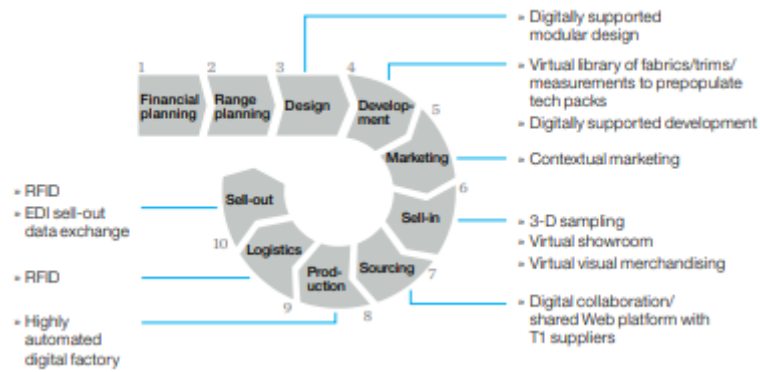 » Digitally supported
modular design
1
2
3
4
Financial
planning
Range
planning
Design
Develop-
ment
» Virtual library of fabrics/trims/
measurements to prepopulate
tech packs
» Digitally supported development
5
Marketing
» Contextual marketing
6
Sell-in
» 3-D sampling
» Virtual showroom
» Virtual visual merchandising
7
Sourcing
» Digital collaboration/
shared Web platform with
T1 suppliers
8
Prod-
uction
» Highly
automated
digital factory
9
Logistics
» RFID
10
Sell-out
» RFID
» EDI sell-out
data exchange